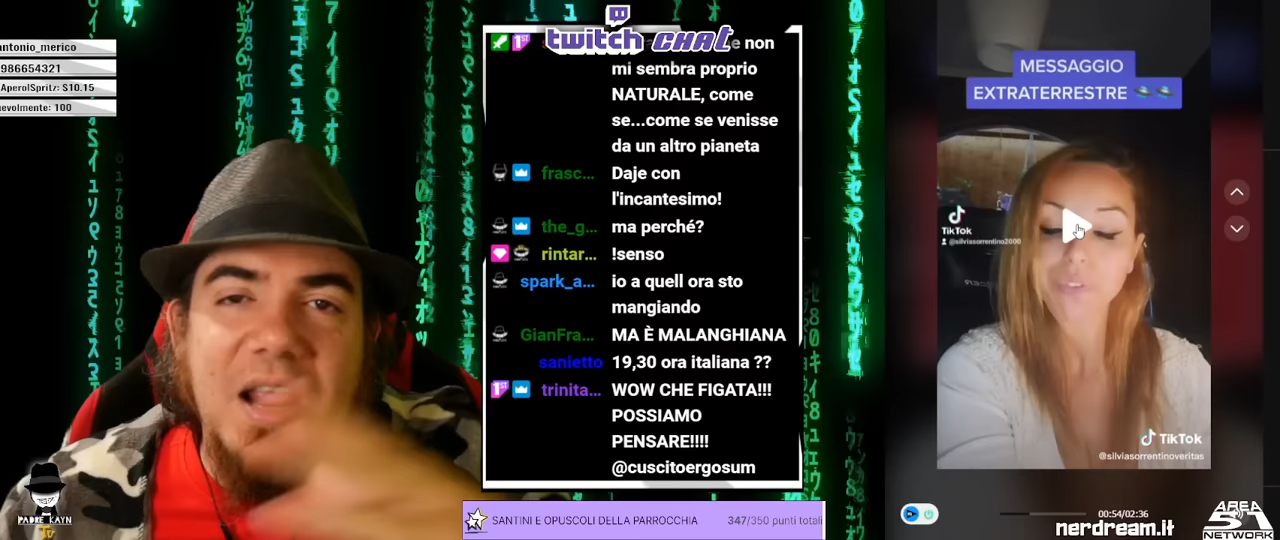 antonio_merico
986654321
AperolSpritz: $10.15
evolmente: 100
PADRE KAYN
TV
twitch CHAT
e non
mi sembra proprio
NATURALE, come
se...come se venisse
da un altro pianeta
frasc... Daje con
l'incantesimo!
the_g... ma perché?
rintar... !senso
spark_a... io a quell ora sto
mangiando
GianFra... MA È MALANGHIANA
sanietto 19,30 ora italiana ??
trinita... WOW CHE FIGATA!!!
POSSIAMO
PENSARE!!!!
@cuscitoergosum
SANTINI E OPUSCOLI DELLA PARROCCHIA 347/350 punti totali
MESSAGGIO
EXTRATERRESTRE 🛸🛸
TikTok
@silviasorrentino2000
TikTok
@silviasorrentinoveritas
00:54/02:36
nerdream.it
AREA
51
NETWORK